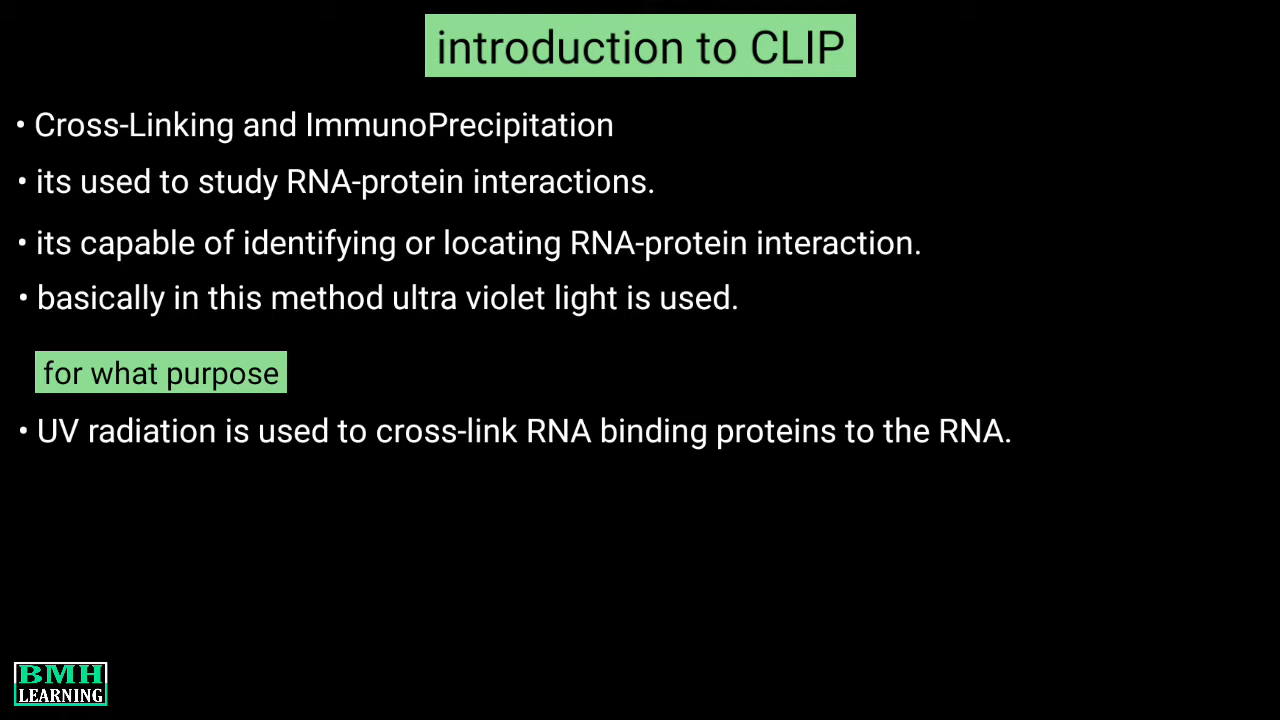 introduction to CLIP
• Cross-Linking and ImmunoPrecipitation
• its used to study RNA-protein interactions.
• its capable of identifying or locating RNA-protein interaction.
• basically in this method ultra violet light is used.
for what purpose
• UV radiation is used to cross-link RNA binding proteins to the RNA.
BMH
LEARNING